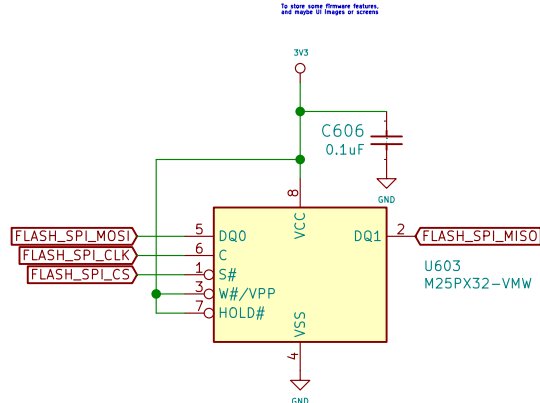 To store some firmware features,
and maybe UI images or screens
3V3
C606
0.1uF
GND
8
VCC
FLASH_SPI_MOSI
5
DQ0
DQ1
2
FLASH_SPI_MISO
FLASH_SPI_CLK
6
C
FLASH_SPI_CS
1
S#
U603
3
W#/VPP
M25PX32-VMW
7
HOLD#
VSS
4
GND